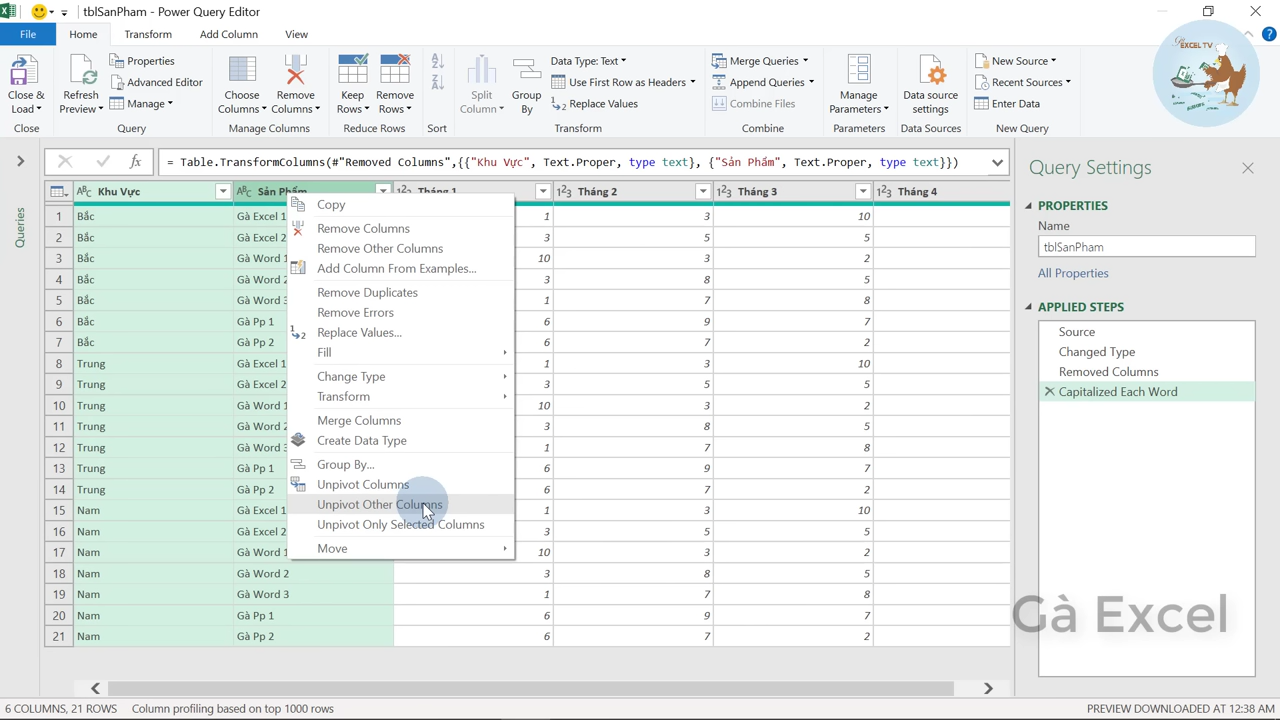 tblSanPham - Power Query Editor
File Home Transform Add Column View
Close & Load
Refresh Preview
Properties
Advanced Editor
Manage
Choose Columns
Remove Columns
Keep Rows
Remove Rows
Split Column
Group By
Data Type: Text
Use First Row as Headers
Replace Values
Merge Queries
Append Queries
Combine Files
Manage Parameters
Data source settings
New Source
Recent Sources
Enter Data
EXCEL TV
Close Query Manage Columns Reduce Rows Sort Transform Combine Parameters Data Sources New Query
fx = Table.TransformColumns(#"Removed Columns",{{"Khu Vực", Text.Proper, type text}, {"Sản Phẩm", Text.Proper, type text}})
Queries
Khu Vực Sản Phẩm Tháng 1 Tháng 2 Tháng 3 Tháng 4
1 Bắc Gà Excel 1 1 3 10
2 Bắc Gà Excel 2 3 5 5
3 Bắc Gà Word 1 10 3 2
4 Bắc Gà Word 2 3 8 5
5 Bắc Gà Word 3 1 7 8
6 Bắc Gà Pp 1 6 9 7
7 Bắc Gà Pp 2 6 7 2
8 Trung Gà Excel 1 1 3 10
9 Trung Gà Excel 2 3 5 5
10 Trung Gà Word 1 10 3 2
11 Trung Gà Word 2 3 8 5
12 Trung Gà Word 3 1 7 8
13 Trung Gà Pp 1 6 9 7
14 Trung Gà Pp 2 6 7 2
15 Nam Gà Excel 1 1 3 10
16 Nam Gà Excel 2 3 5 5
17 Nam Gà Word 1 10 3 2
18 Nam Gà Word 2 3 8 5
19 Nam Gà Word 3 1 7 8
20 Nam Gà Pp 1 6 9 7
21 Nam Gà Pp 2 6 7 2
Copy
Remove Columns
Remove Other Columns
Add Column From Examples...
Remove Duplicates
Remove Errors
Replace Values...
Fill
Change Type
Transform
Merge Columns
Create Data Type
Group By...
Unpivot Columns
Unpivot Other Columns
Unpivot Only Selected Columns
Move
Query Settings
PROPERTIES
Name
tblSanPham
All Properties
APPLIED STEPS
Source
Changed Type
Removed Columns
Capitalized Each Word
Gà Excel
6 COLUMNS, 21 ROWS Column profiling based on top 1000 rows PREVIEW DOWNLOADED AT 12:38 AM